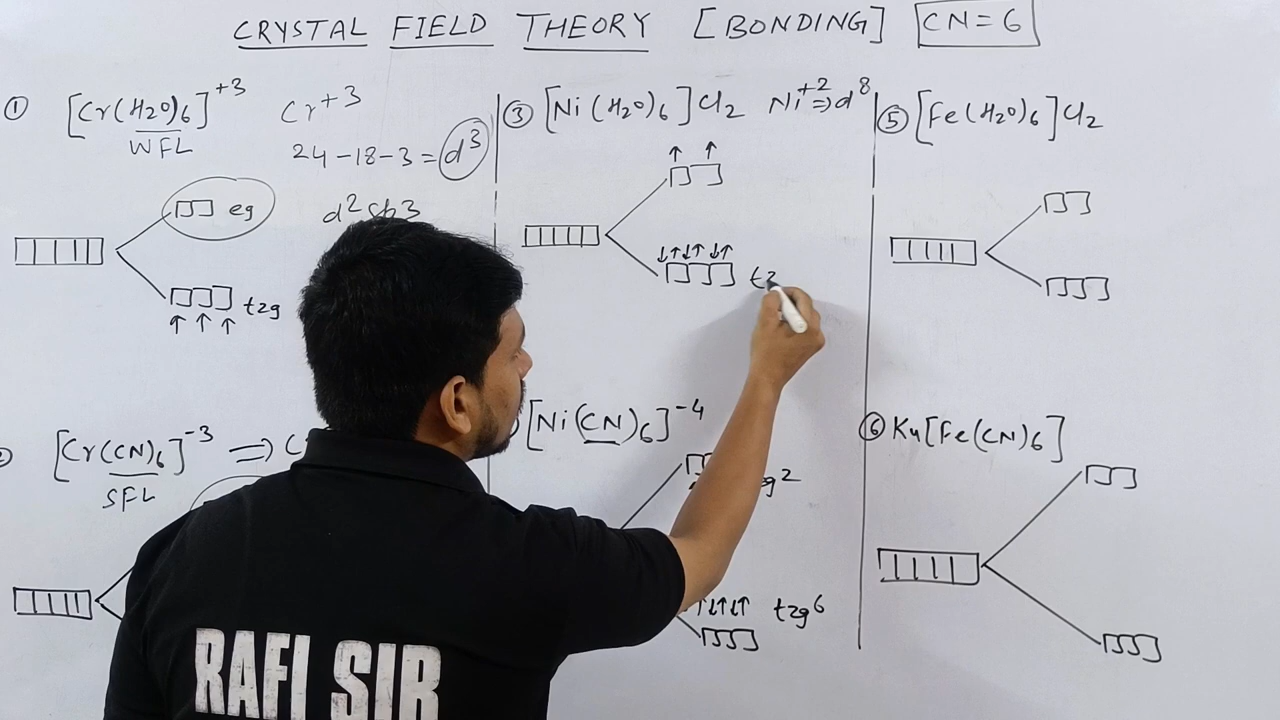 CRYSTAL FIELD THEORY [BONDING] CN=6
① [Cr(H2O)6]+3 Cr+3
WFL
24-18-3=d3
eg
d2sp3
t2g
[Cr(CN)6]-3 ⇒ C
SFL
③ [Ni(H2O)6]Cl2 Ni+2⇒d8
t2
[Ni(CN)6]-4
eg2
t2g6
⑤ [Fe(H2O)6]Cl2
⑥ K4[Fe(CN)6]
RAFI SIR